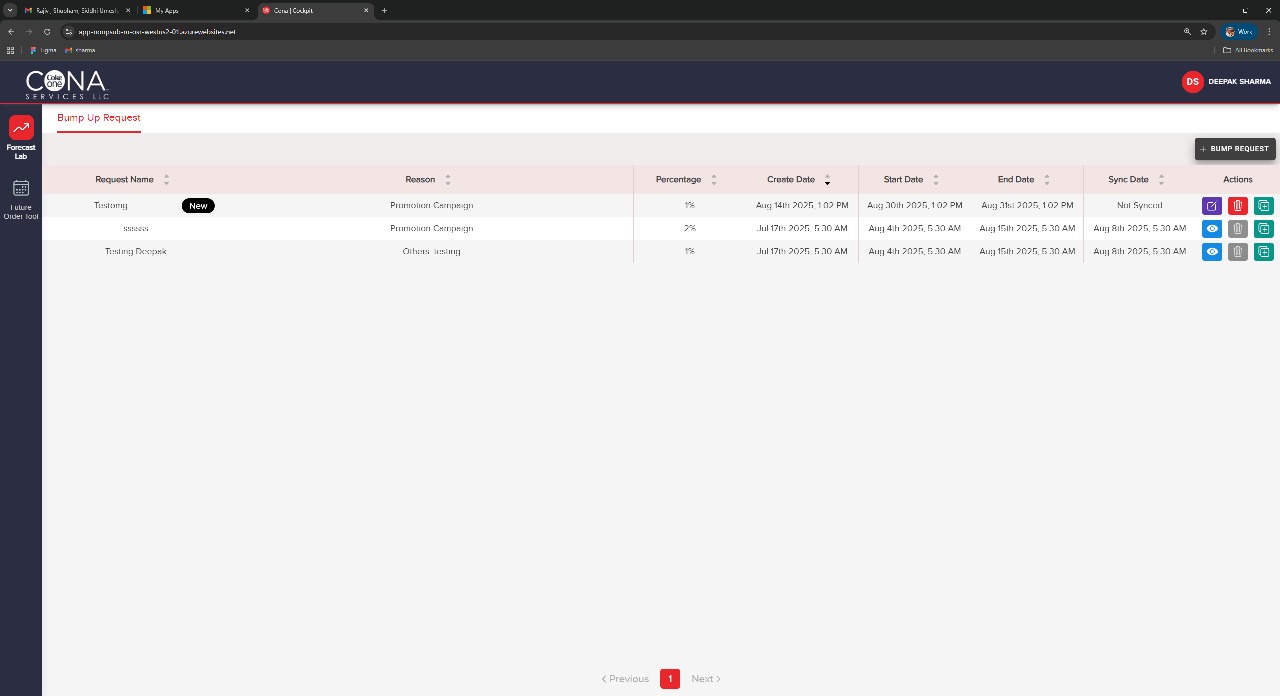 Rajiv, Shubham, Siddhi Umesh
My Apps
Cona | Cockpit
app-nonpsub-m-osr-westus2-01.azurewebsites.net
Work
figma
sharma
All Bookmarks
Coke one
CONA
SERVICES LLC
DS
DEEPAK SHARMA
Forecast
Lab
Future
Order Tool
Bump Up Request
+ BUMP REQUEST
Request Name Reason Percentage Create Date Start Date End Date Sync Date Actions
Testomg New Promotion Campaign 1% Aug 14th 2025, 1:02 PM Aug 30th 2025, 1:02 PM Aug 31st 2025, 1:02 PM Not Synced
ssssss Promotion Campaign 2% Jul 17th 2025, 5:30 AM Aug 4th 2025, 5:30 AM Aug 15th 2025, 5:30 AM Aug 8th 2025, 5:30 AM
Testing Deepak Others: testing 1% Jul 17th 2025, 5:30 AM Aug 4th 2025, 5:30 AM Aug 15th 2025, 5:30 AM Aug 8th 2025, 5:30 AM
Previous 1 Next